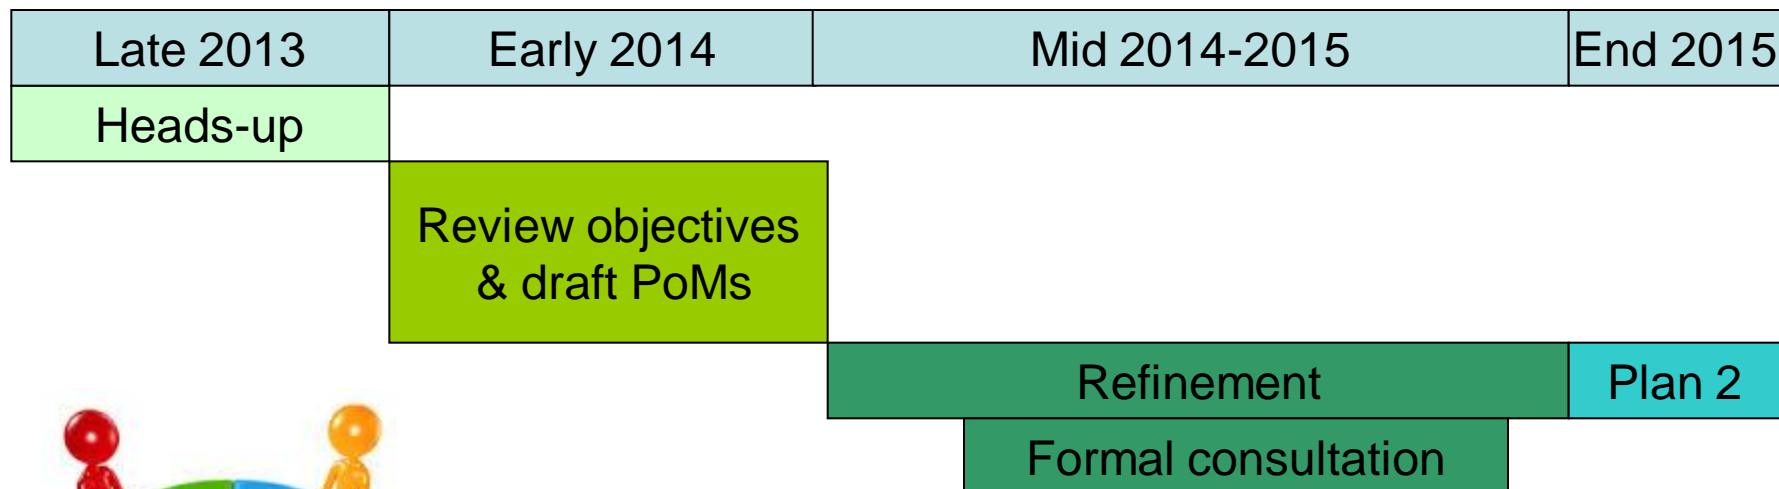 Late 2013
Early 2014
Mid 2014-2015
End 2015
Heads-up
Review objectives
& draft PoMs
Refinement
Plan 2
Formal consultation